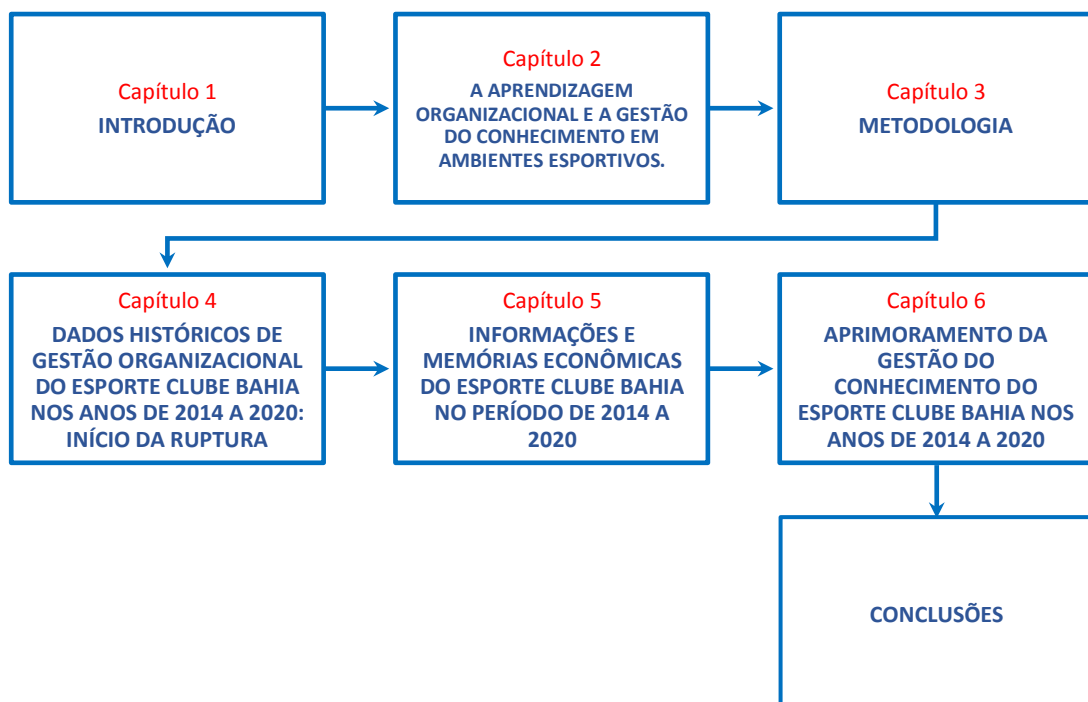 Capítulo 1
INTRODUÇÃO
Capítulo 2
A APRENDIZAGEM
ORGANIZACIONAL E A GESTÃO
DO CONHECIMENTO EM
AMBIENTES ESPORTIVOS.
Capítulo 3
METODOLOGIA
Capítulo 4
DADOS HISTÓRICOS DE
GESTÃO ORGANIZACIONAL
DO ESPORTE CLUBE BAHIA
NOS ANOS DE 2014 A 2020:
INÍCIO DA RUPTURA
Capítulo 5
INFORMAÇÕES E
MEMÓRIAS ECONÔMICAS
DO ESPORTE CLUBE BAHIA
NO PERÍODO DE 2014 A
2020
Capítulo 6
APRIMORAMENTO DA
GESTÃO DO
CONHECIMENTO DO
ESPORTE CLUBE BAHIA NOS
ANOS DE 2014 A 2020
CONCLUSÕES